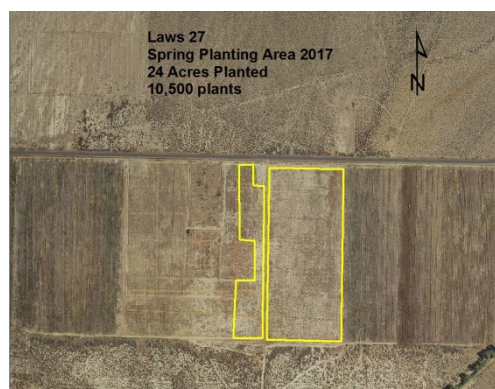 Laws 27
Spring Planting Area 2017
24 Acres Planted
10,500 plants
N